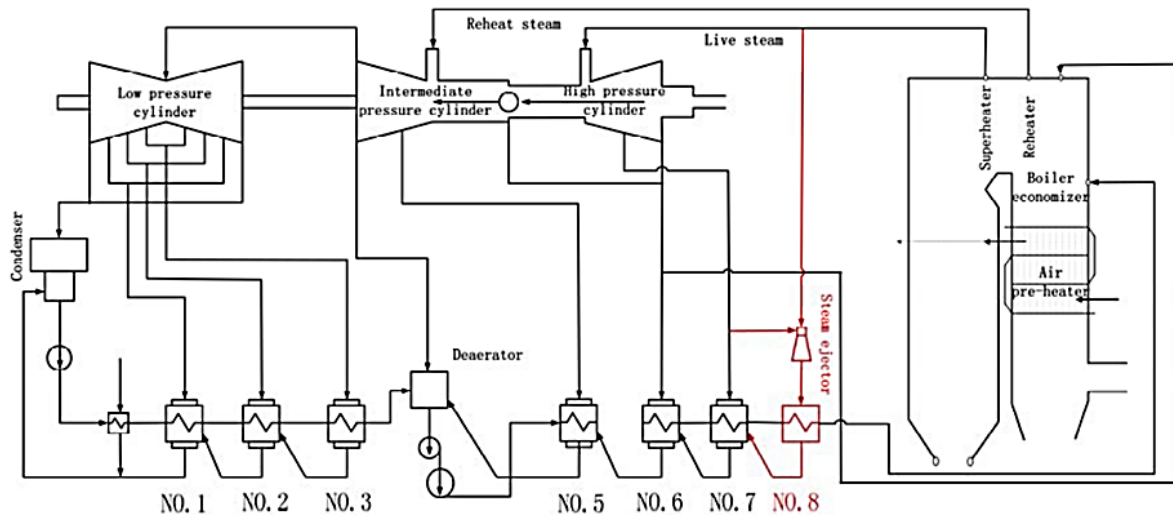 Reheat steam
Live steam
Low pressure
cylinder
Intermediate
pressure cylinder
High pressure
cylinder
Superheater
Reheater
Boiler
economizer
Air
pre-heater
Condenser
Deaerator
Steam ejector
NO.1
NO.2
NO.3
NO.5
NO.6
NO.7
NO.8